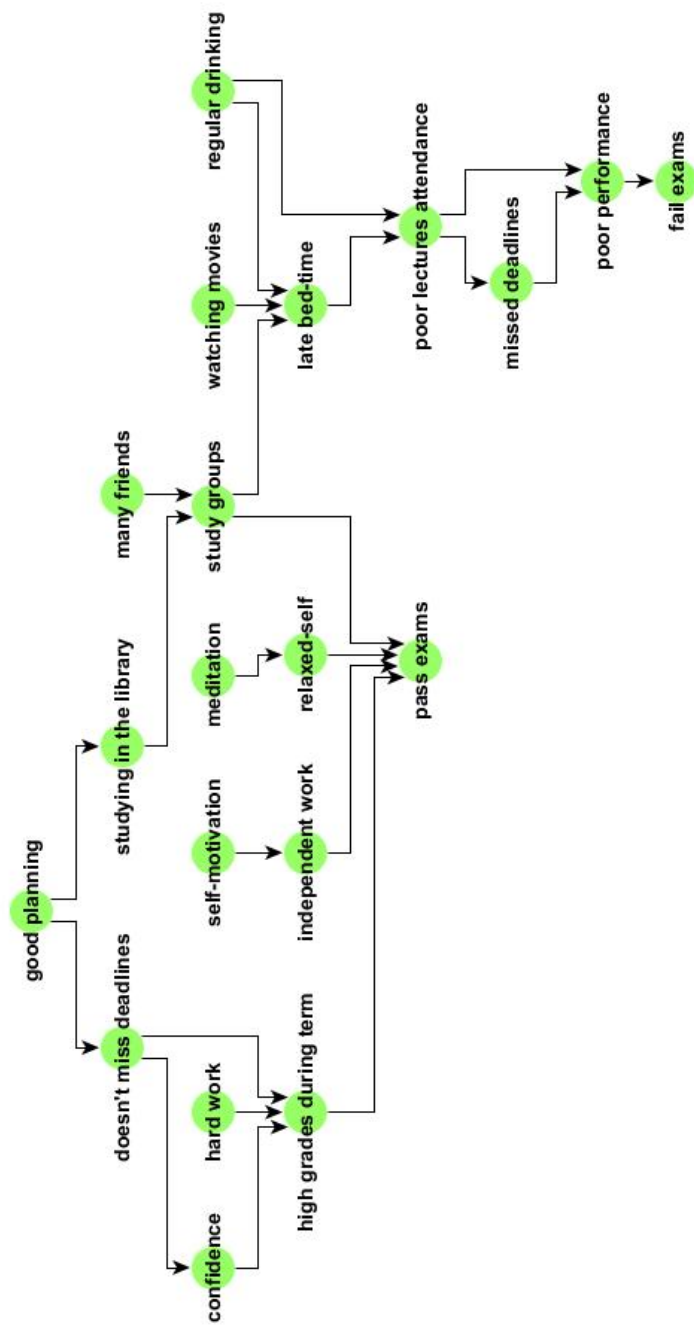 good planning
doesn't miss deadlines
studying in the library
many friends
confidence
hard work
self-motivation
meditation
study groups
watching movies
regular drinking
high grades during term
independent work
relaxed-self
late bed-time
pass exams
poor lectures attendance
missed deadlines
poor performance
fail exams